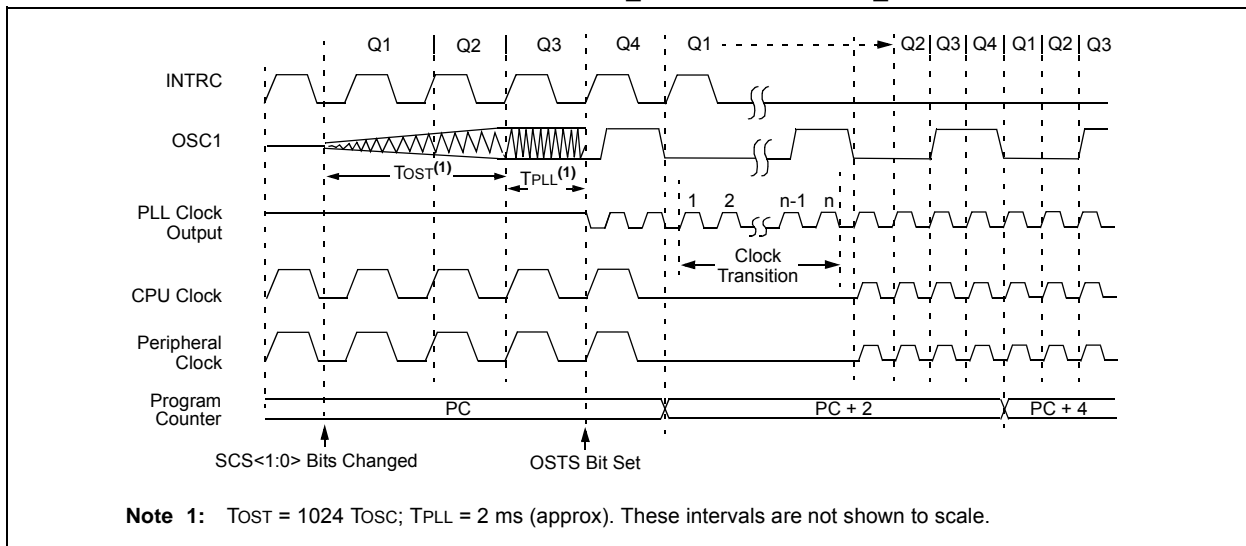 Q1 Q2 Q3 Q4 Q1 Q2 Q3 Q4 Q1 Q2 Q3
INTRC
OSC1
TOST(1)
TPLL(1)
PLL Clock
Output
1 2 n-1 n
Clock
Transition
CPU Clock
Peripheral
Clock
Program
Counter
PC PC + 2 PC + 4
SCS<1:0> Bits Changed OSTS Bit Set
Note 1: TOST = 1024 TOSC; TPLL = 2 ms (approx). These intervals are not shown to scale.